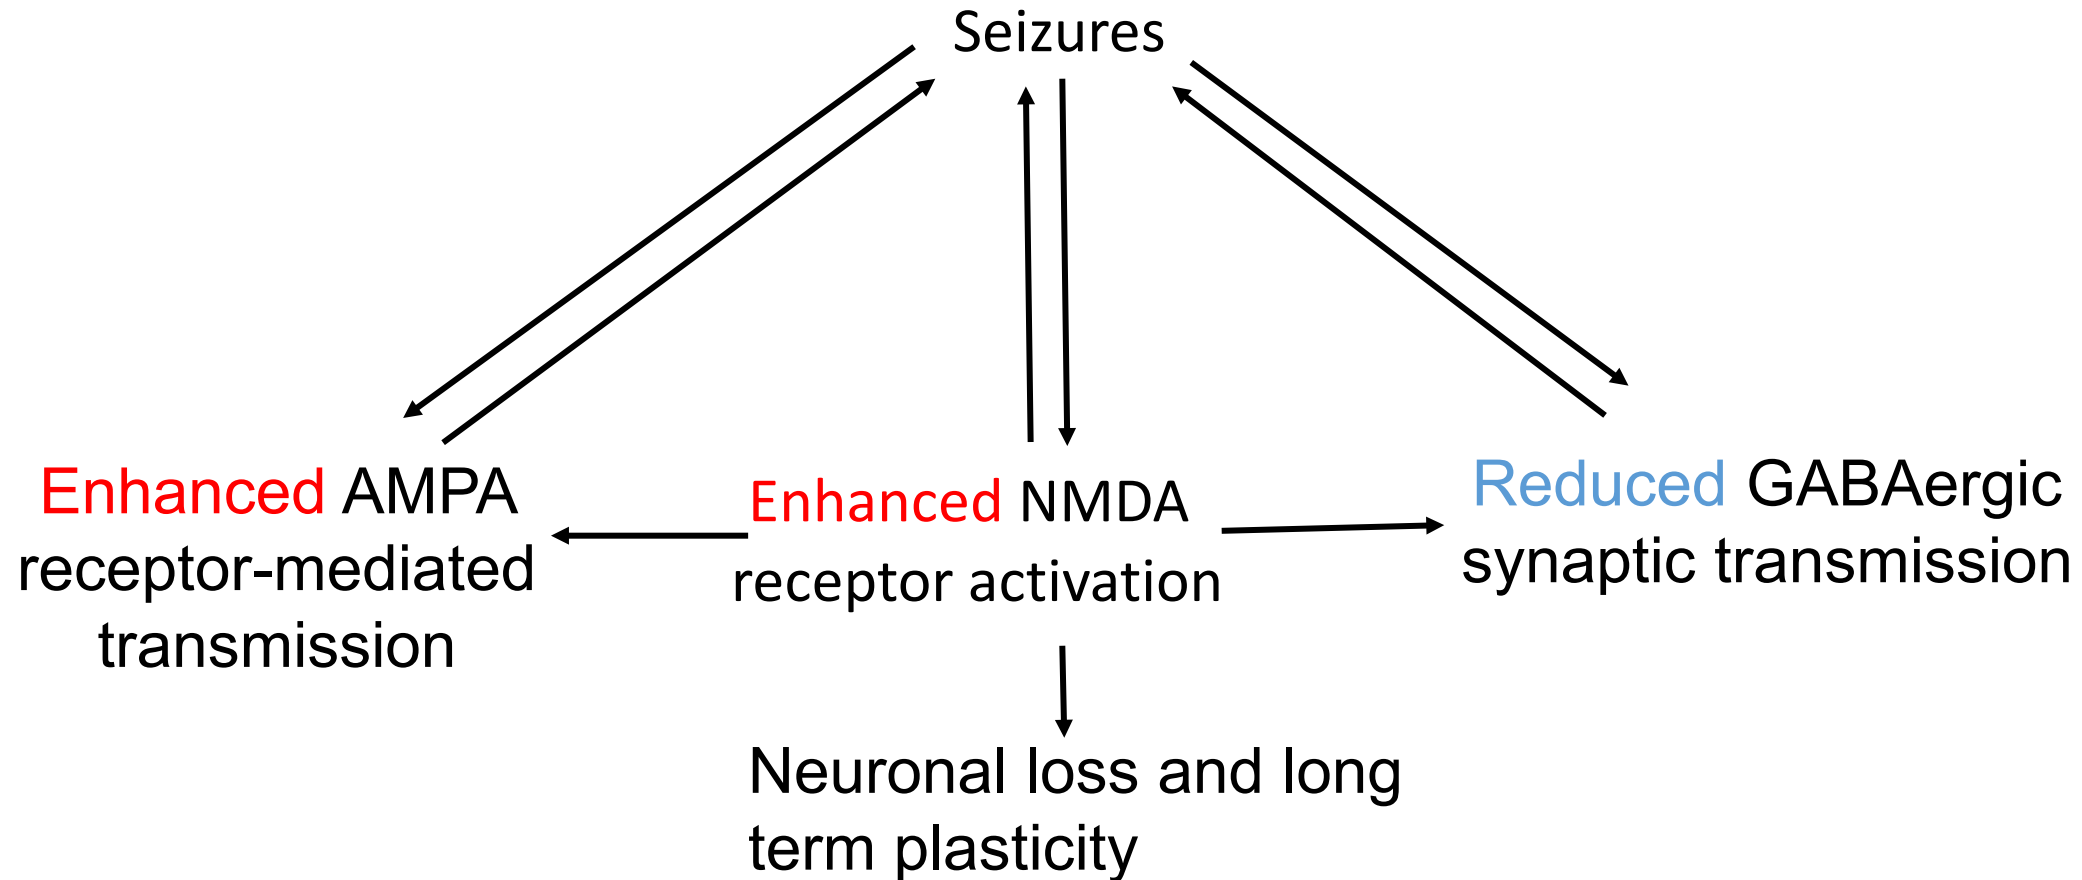 Seizures
Enhanced AMPA
receptor-mediated
transmission
Enhanced NMDA
receptor activation
Reduced GABAergic
synaptic transmission
Neuronal loss and long
term plasticity